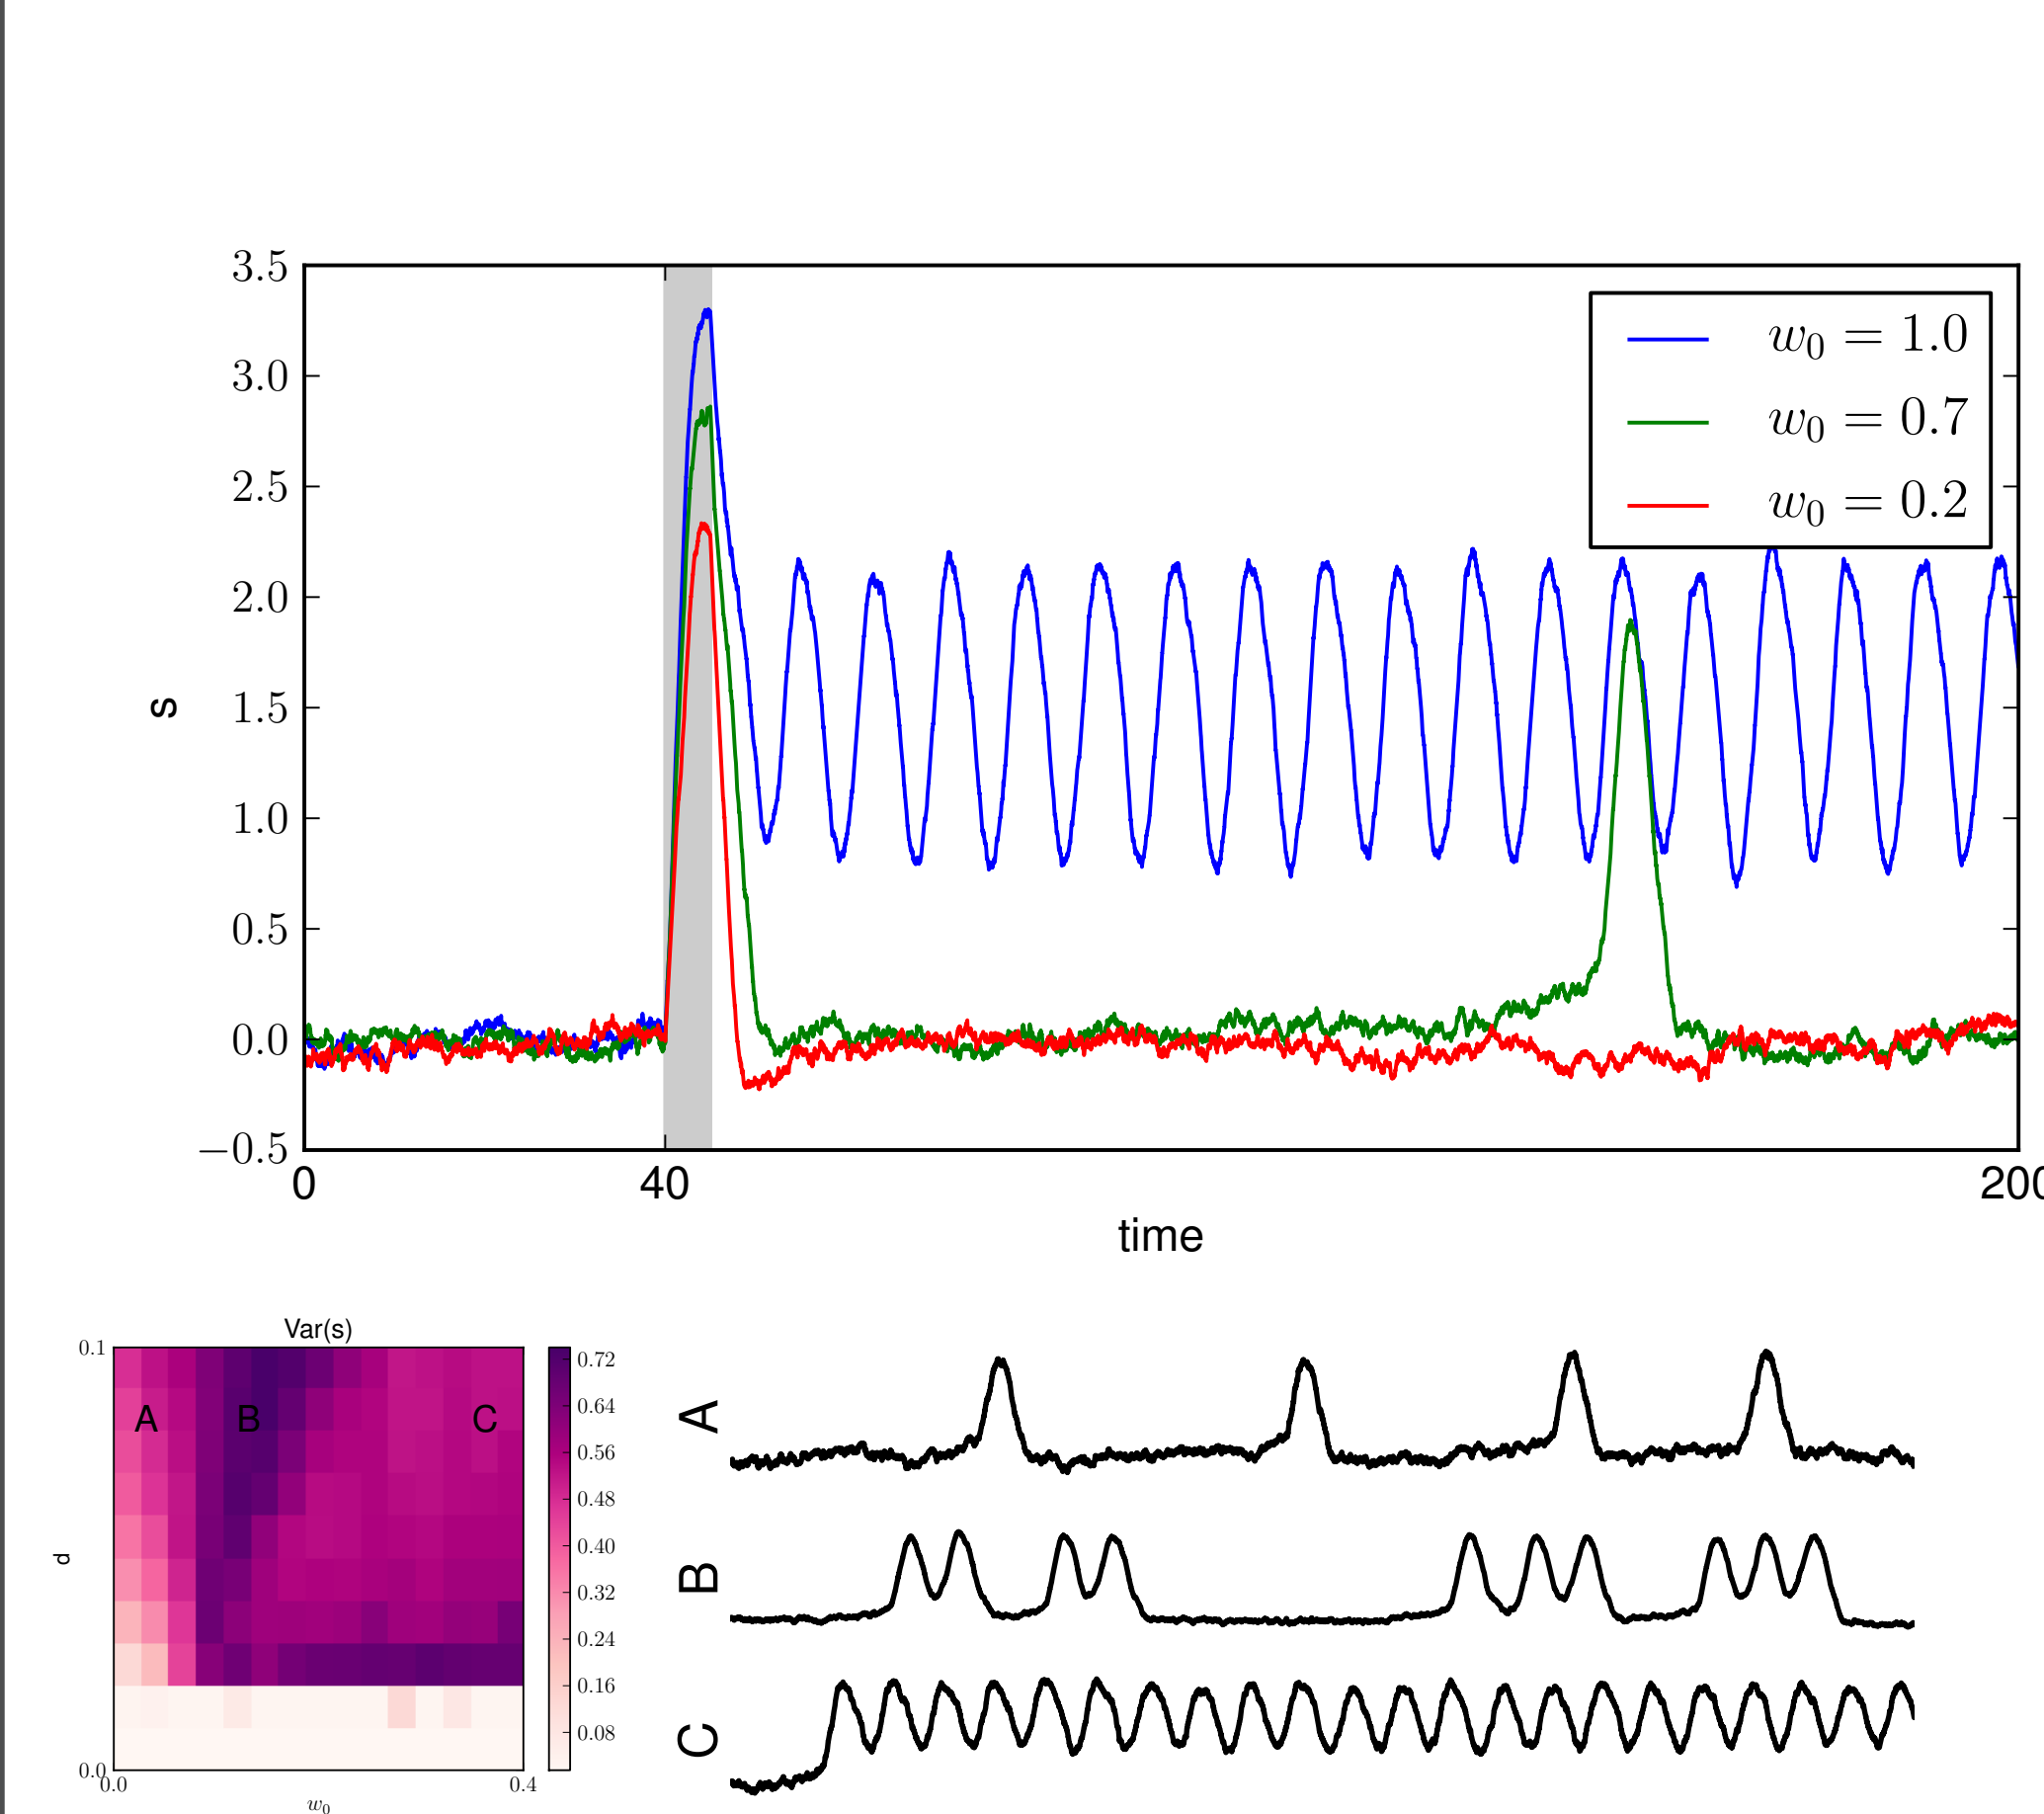 3.5
3.0
2.5
2.0
1.5
1.0
0.5
0.0
−0.5
s
w₀ = 1.0
w₀ = 0.7
w₀ = 0.2
0 40 200
time
Var(s)
0.1
0.0
d
A B C
0.0 0.4
w₀
0.72
0.64
0.56
0.48
0.40
0.32
0.24
0.16
0.08
A
B
C